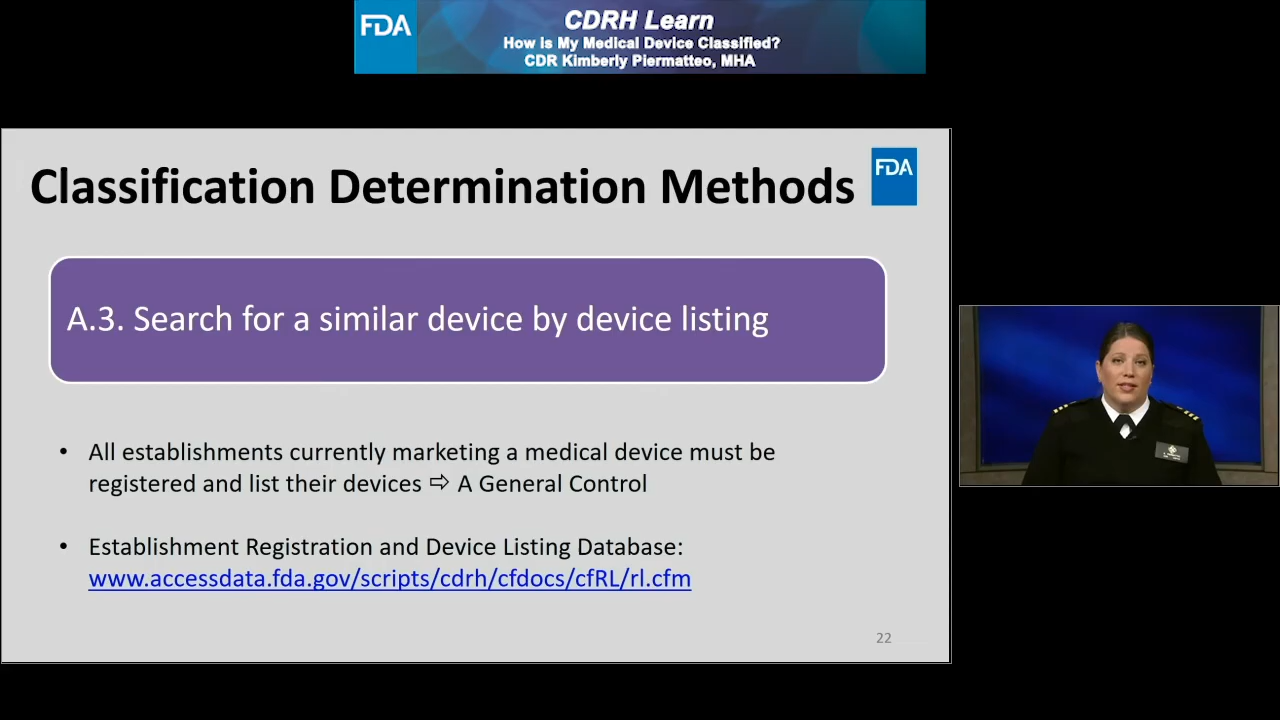 FDA
CDRH Learn
How is My Medical Device Classified?
CDR Kimberly Piermatteo, MHA
Classification Determination Methods
FDA
A.3. Search for a similar device by device listing
• All establishments currently marketing a medical device must be
registered and list their devices ⇨ A General Control
• Establishment Registration and Device Listing Database:
www.accessdata.fda.gov/scripts/cdrh/cfdocs/cfRL/rl.cfm
22